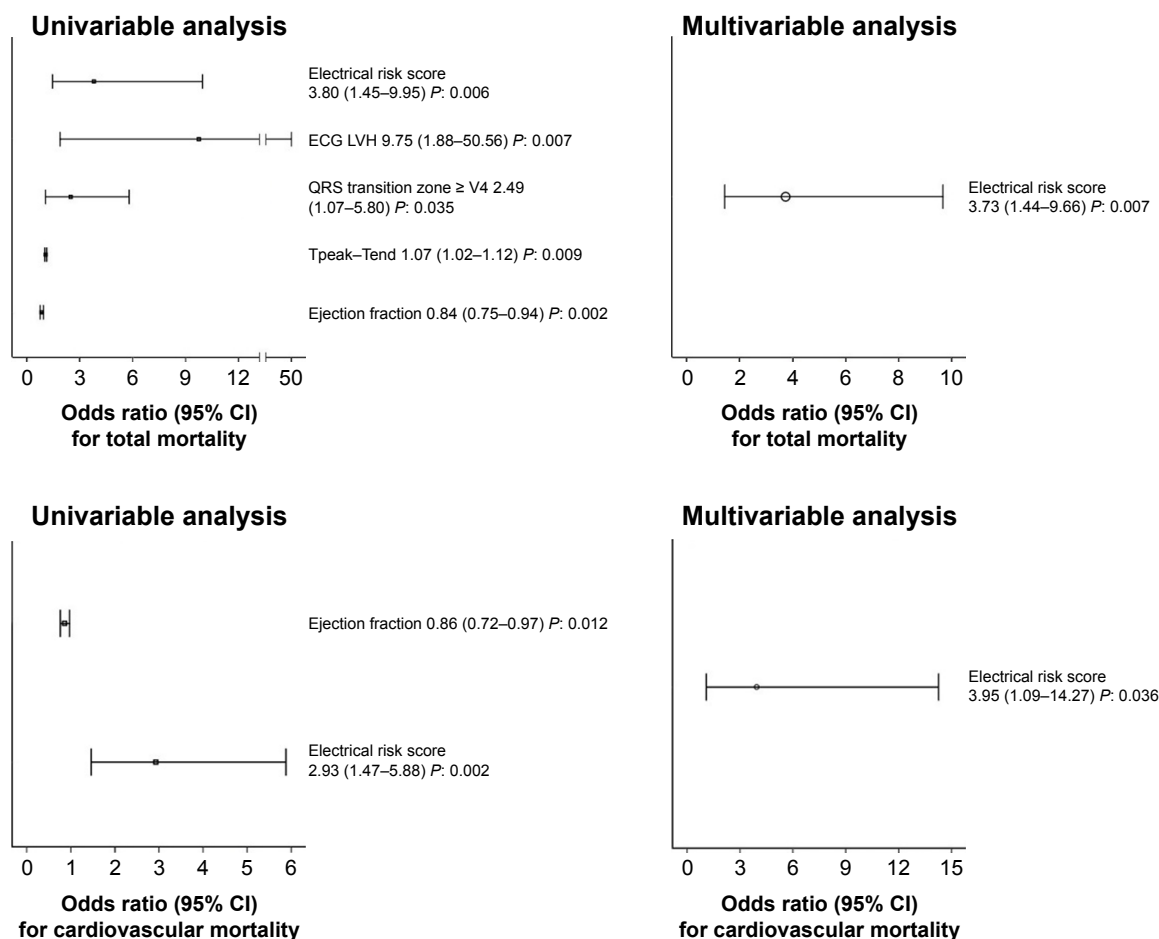 Univariable analysis
Electrical risk score
3.80 (1.45–9.95) P: 0.006
ECG LVH 9.75 (1.88–50.56) P: 0.007
QRS transition zone ≥ V4 2.49
(1.07–5.80) P: 0.035
Tpeak–Tend 1.07 (1.02–1.12) P: 0.009
Ejection fraction 0.84 (0.75–0.94) P: 0.002
0 3 6 9 12 50
Odds ratio (95% CI)
for total mortality
Multivariable analysis
Electrical risk score
3.73 (1.44–9.66) P: 0.007
0 2 4 6 8 10
Odds ratio (95% CI)
for total mortality
Univariable analysis
Ejection fraction 0.86 (0.72–0.97) P: 0.012
Electrical risk score
2.93 (1.47–5.88) P: 0.002
0 1 2 3 4 5 6
Odds ratio (95% CI)
for cardiovascular mortality
Multivariable analysis
Electrical risk score
3.95 (1.09–14.27) P: 0.036
0 3 6 9 12 15
Odds ratio (95% CI)
for cardiovascular mortality